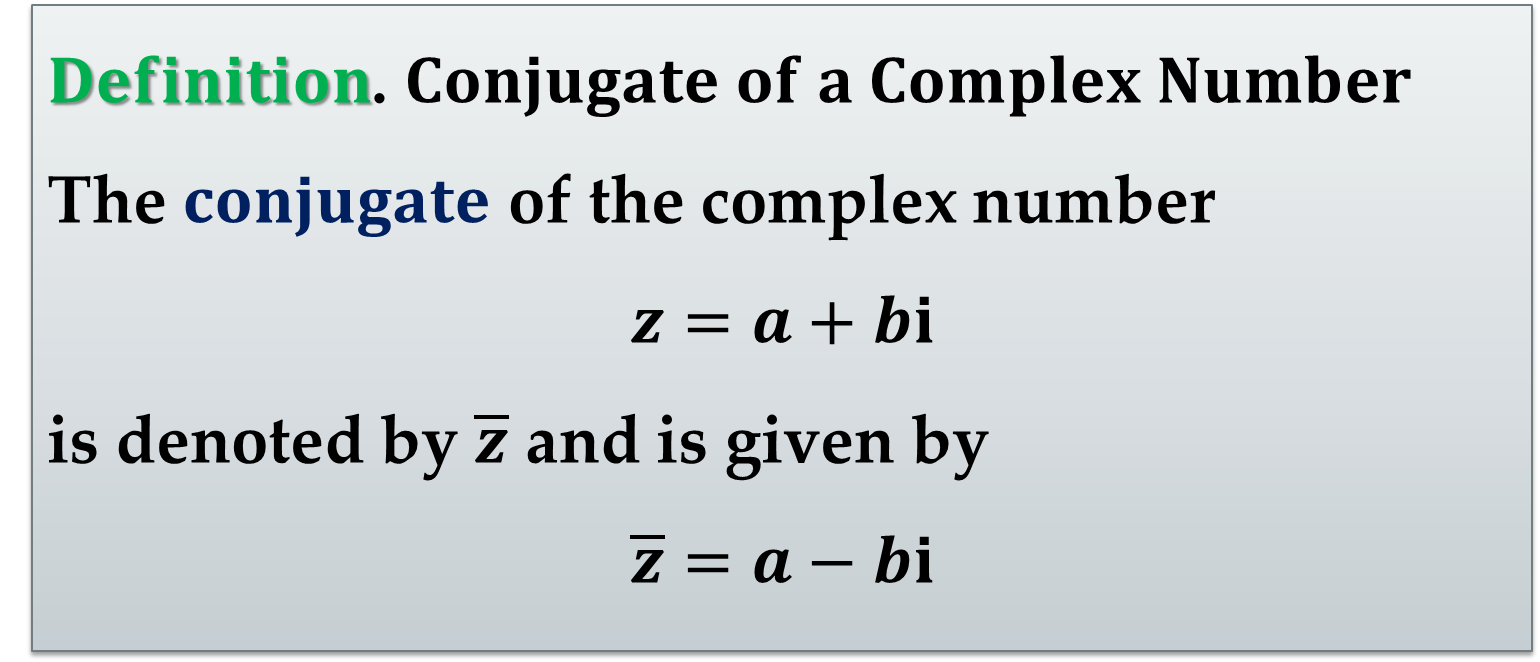 Definition. Conjugate of a Complex Number
The conjugate of the complex number
z = a + bi
is denoted by z̅ and is given by
z̅ = a − bi